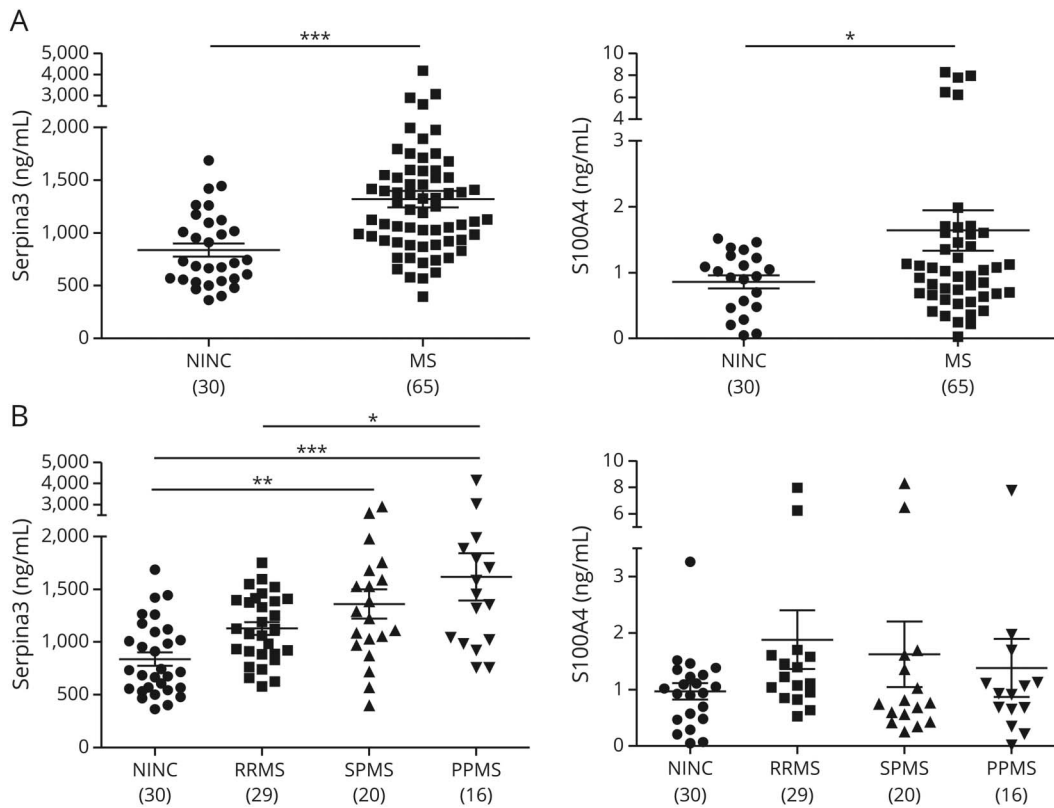 A
***
5,000
4,000
3,000
2,000
1,500
1,000
500
0
Serpina3 (ng/mL)
NINC
(30)
MS
(65)
*
10
8
6
4
3
2
1
0
S100A4 (ng/mL)
NINC
(30)
MS
(65)
B
*
***
**
5,000
4,000
3,000
2,000
1,500
1,000
500
0
Serpina3 (ng/mL)
NINC
(30)
RRMS
(29)
SPMS
(20)
PPMS
(16)
10
8
6
3
2
1
0
S100A4 (ng/mL)
NINC
(30)
RRMS
(29)
SPMS
(20)
PPMS
(16)